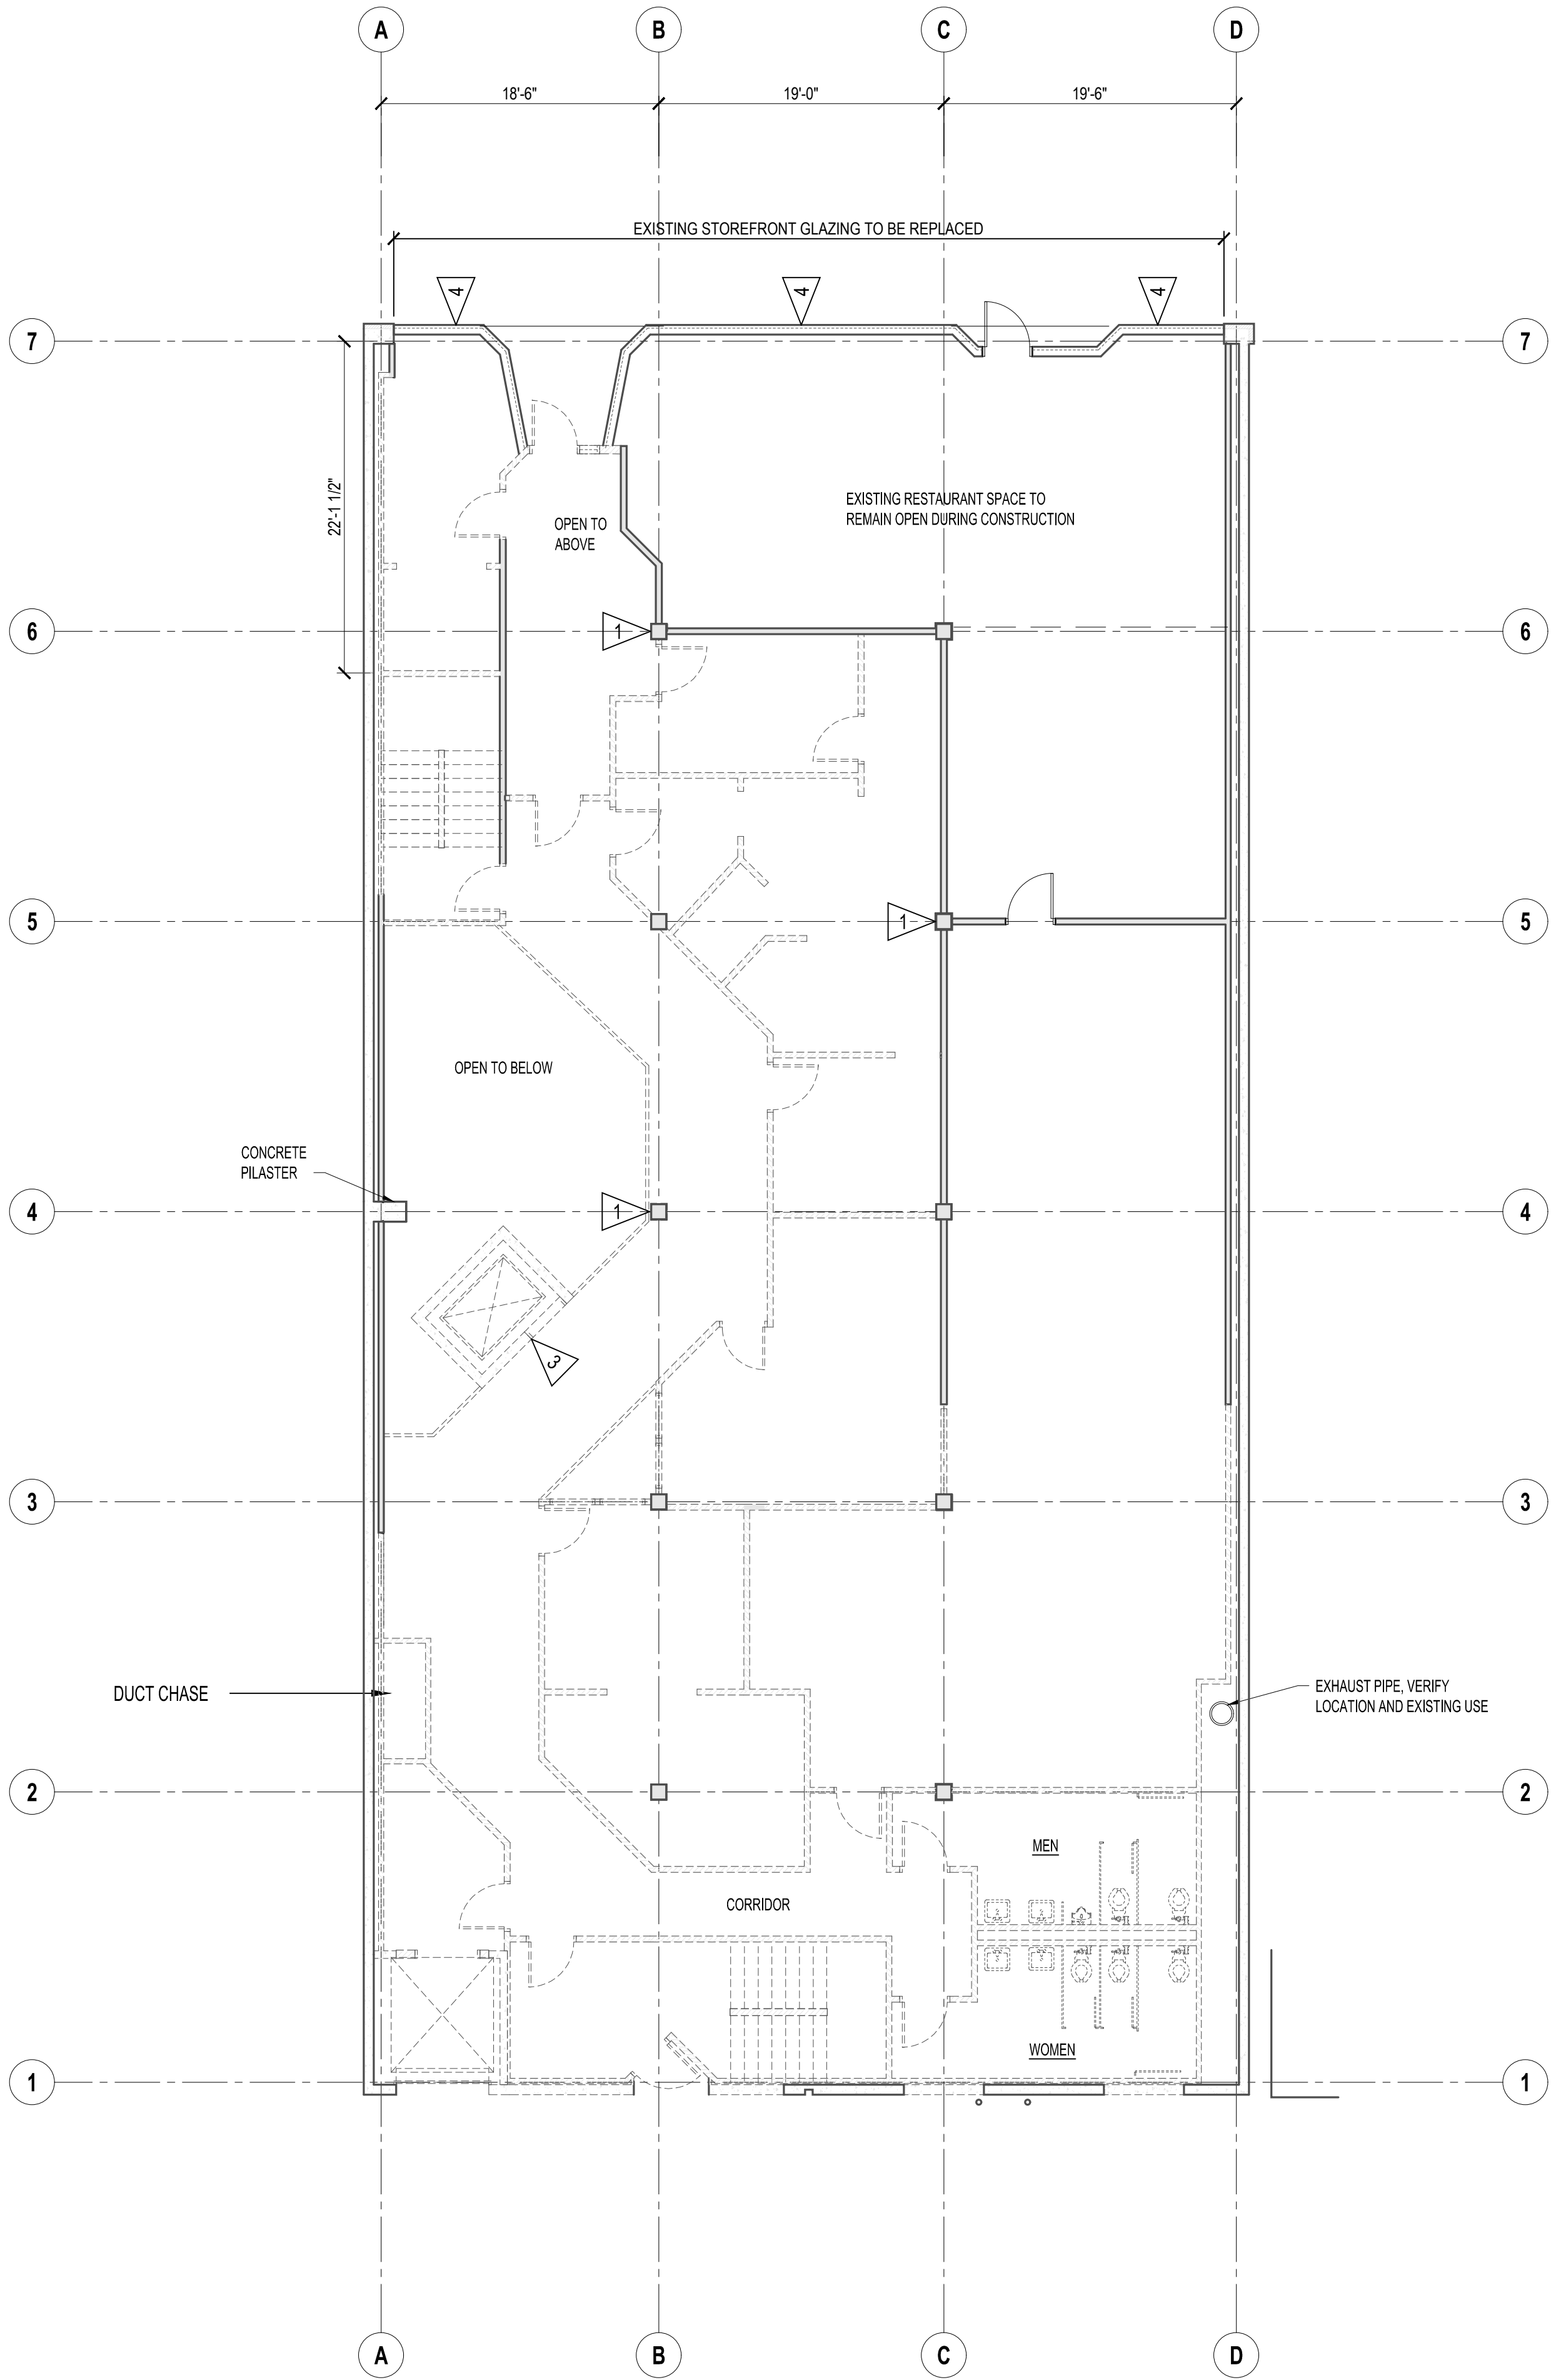 A
B
C
D
18'-6"
19'-0"
19'-6"
EXISTING STOREFRONT GLAZING TO BE REPLACED
4
4
4
7
7
22'-1 1/2"
EXISTING RESTAURANT SPACE TO
REMAIN OPEN DURING CONSTRUCTION
OPEN TO
ABOVE
6
1
6
5
1
5
OPEN TO BELOW
CONCRETE
PILASTER
4
1
4
3
3
3
DUCT CHASE
EXHAUST PIPE, VERIFY
LOCATION AND EXISTING USE
2
2
MEN
CORRIDOR
WOMEN
1
1
A
B
C
D